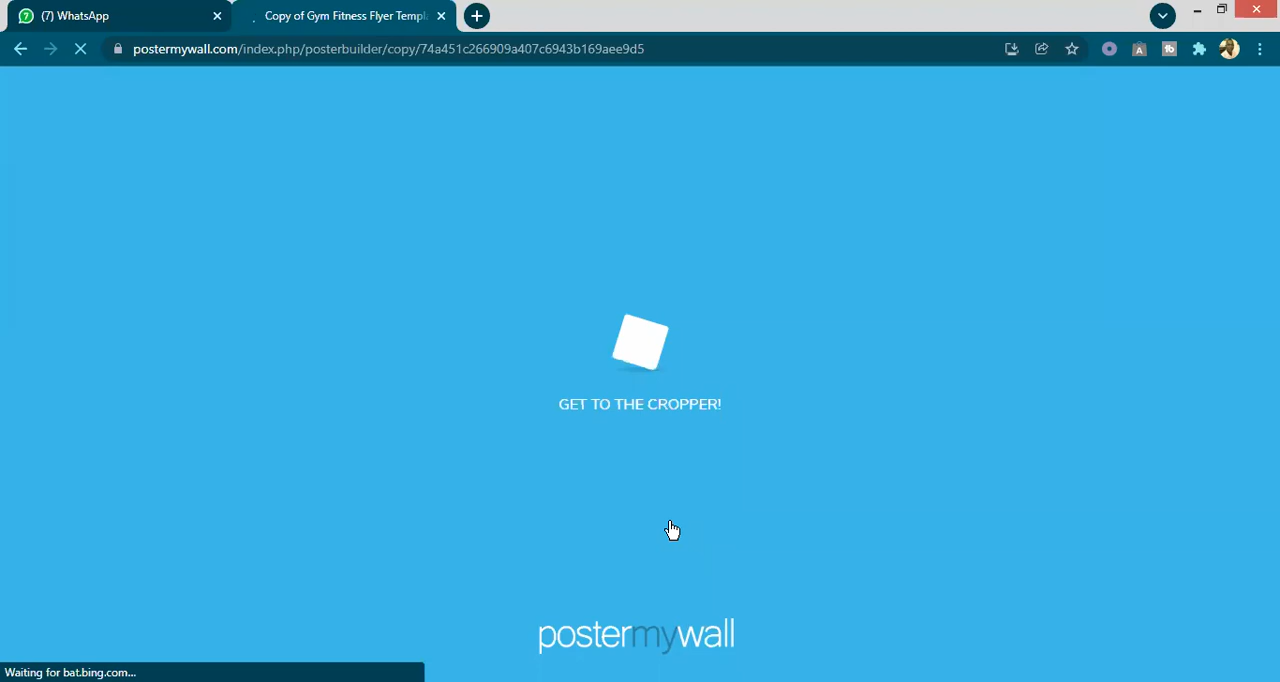 (7) WhatsApp
Copy of Gym Fitness Flyer Templ
postermywall.com/index.php/posterbuilder/copy/74a451c266909a407c6943b169aee9d5
GET TO THE CROPPER!
postermywall
Waiting for bat.bing.com...